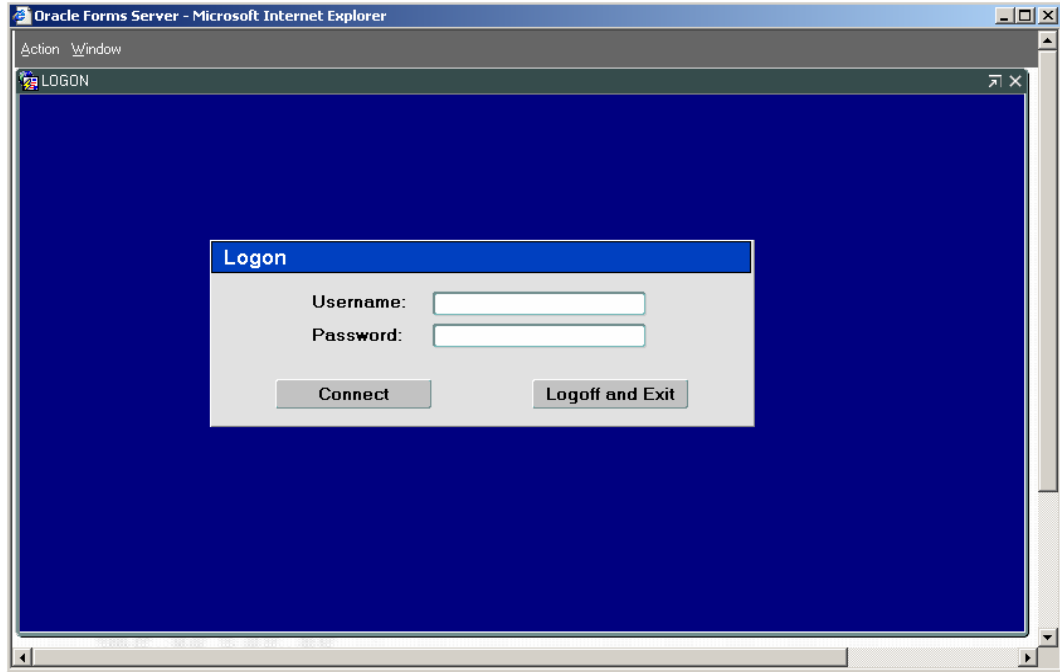 Oracle Forms Server - Microsoft Internet Explorer
Action Window
LOGON
Logon
Username:
Password:
Connect Logoff and Exit